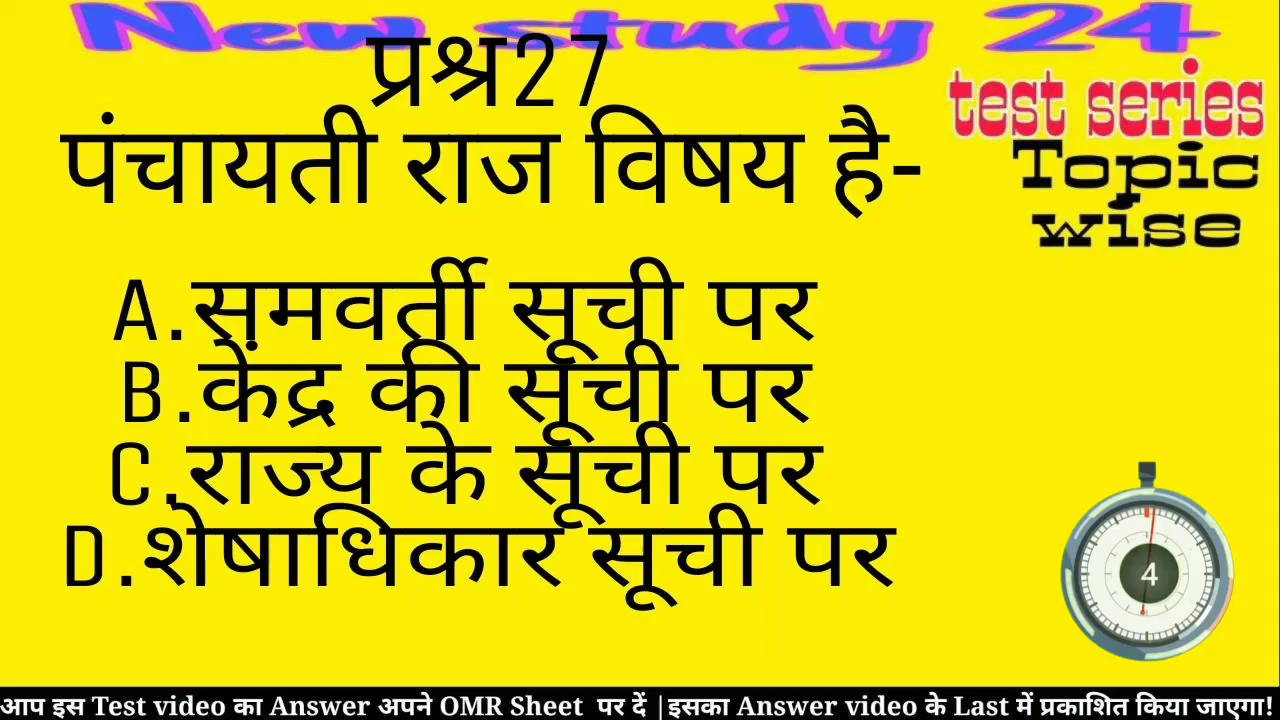 New study 24
प्रश्न27
पंचायती राज विषय है-
test series
Topic
wise
A.समवर्ती सूची पर
B.केंद्र की सूची पर
C.राज्य के सूची पर
D.शेषाधिकार सूची पर
4
आप इस Test video का Answer अपने OMR Sheet पर दें |इसका Answer video के Last में प्रकाशित किया जाएगा!